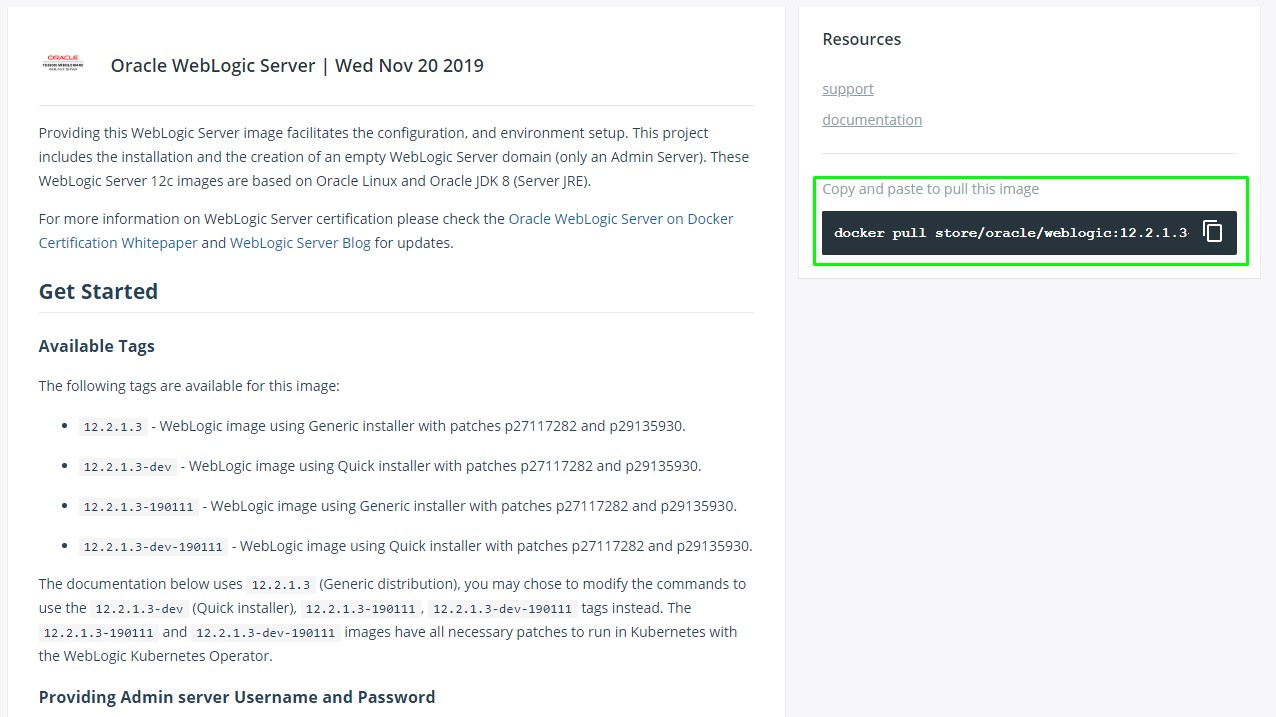 ORACLE
Oracle WebLogic Server | Wed Nov 20 2019
Providing this WebLogic Server image facilitates the configuration, and environment setup. This project
includes the installation and the creation of an empty WebLogic Server domain (only an Admin Server). These
WebLogic Server 12c images are based on Oracle Linux and Oracle JDK 8 (Server JRE).
For more information on WebLogic Server certification please check the Oracle WebLogic Server on Docker
Certification Whitepaper and WebLogic Server Blog for updates.
Get Started
Available Tags
The following tags are available for this image:
• 12.2.1.3 - WebLogic image using Generic installer with patches p27117282 and p29135930.
• 12.2.1.3-dev - WebLogic image using Quick installer with patches p27117282 and p29135930.
• 12.2.1.3-190111 - WebLogic image using Generic installer with patches p27117282 and p29135930.
• 12.2.1.3-dev-190111 - WebLogic image using Quick installer with patches p27117282 and p29135930.
The documentation below uses 12.2.1.3 (Generic distribution), you may chose to modify the commands to
use the 12.2.1.3-dev (Quick installer), 12.2.1.3-190111, 12.2.1.3-dev-190111 tags instead. The
12.2.1.3-190111 and 12.2.1.3-dev-190111 images have all necessary patches to run in Kubernetes with
the WebLogic Kubernetes Operator.
Providing Admin server Username and Password
Resources
support
documentation
Copy and paste to pull this image
docker pull store/oracle/weblogic:12.2.1.3-